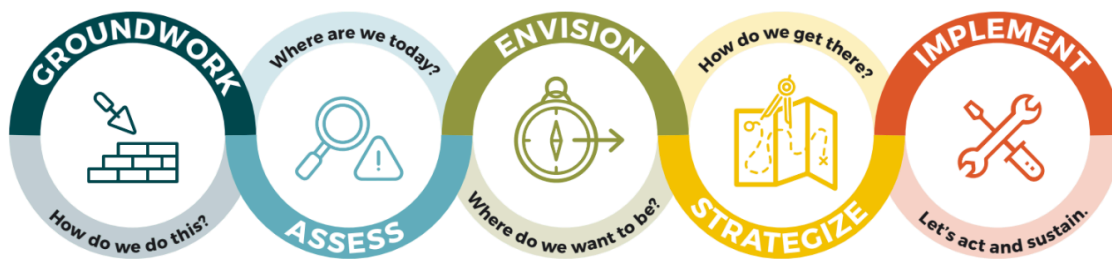 GROUNDWORK
How do we do this?
Where are we today?
ASSESS
ENVISION
Where do we want to be?
How do we get there?
STRATEGIZE
IMPLEMENT
Let's act and sustain.